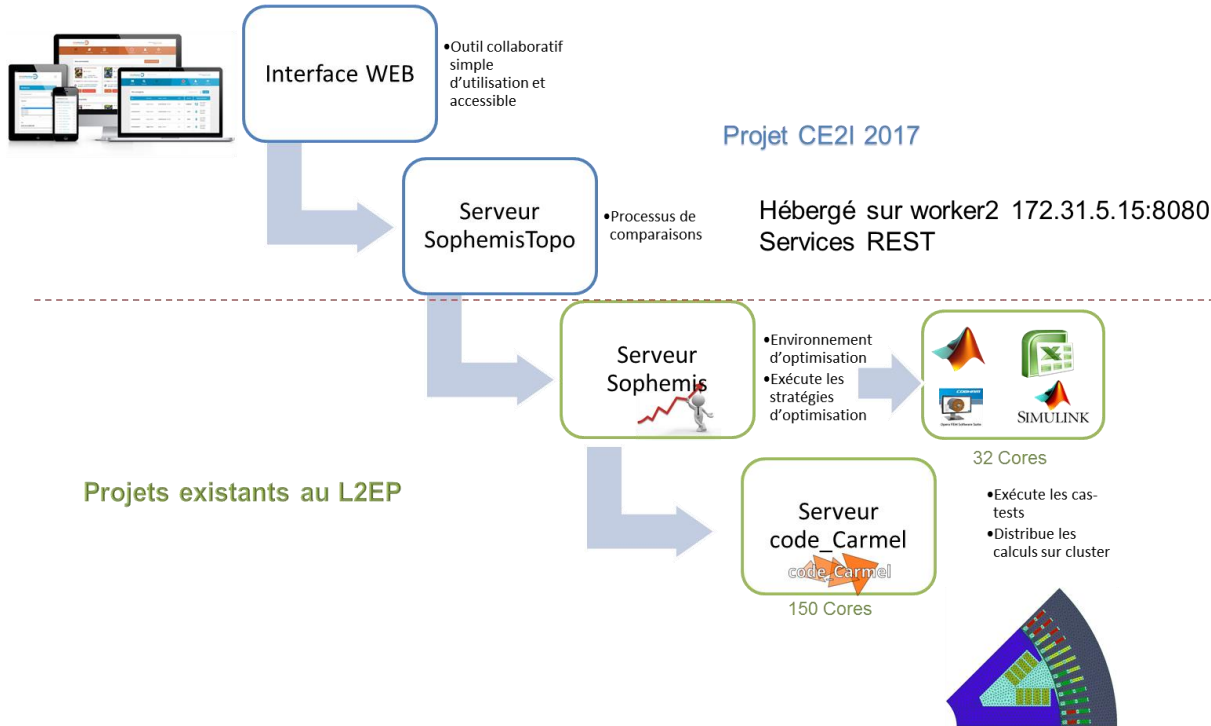 Interface WEB
•Outil collaboratif
simple
d’utilisation et
accessible
Projet CE2I 2017
Serveur
SophemisTopo
•Processus de
comparaisons
Hébergé sur worker2 172.31.5.15:8080
Services REST
Serveur
Sophemis
•Environnement
d’optimisation
•Exécute les
stratégies
d’optimisation
SIMULINK
32 Cores
Projets existants au L2EP
Serveur
code_Carmel
code_Carmel
150 Cores
•Exécute les cas-
tests
•Distribue les
calculs sur cluster